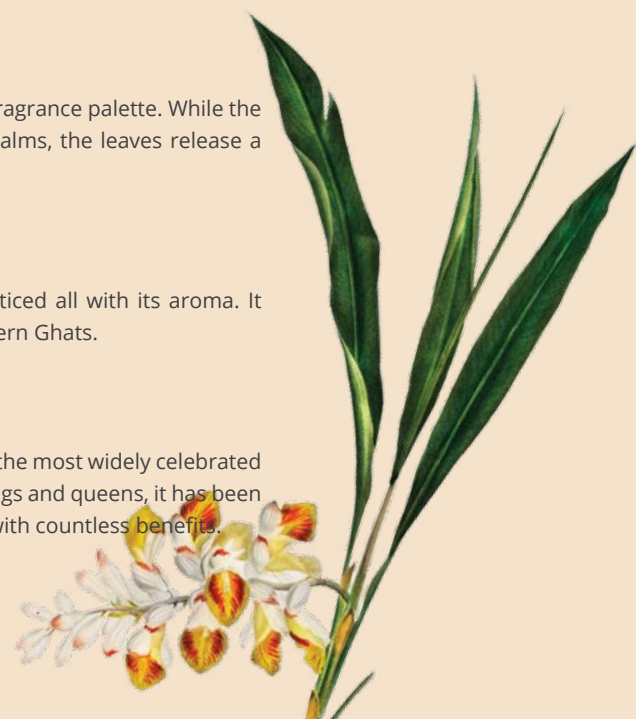 ragrance palette. While the
alms, the leaves release a
ticed all with its aroma. It
ern Ghats.
the most widely celebrated
gs and queens, it has been
with countless benefits.